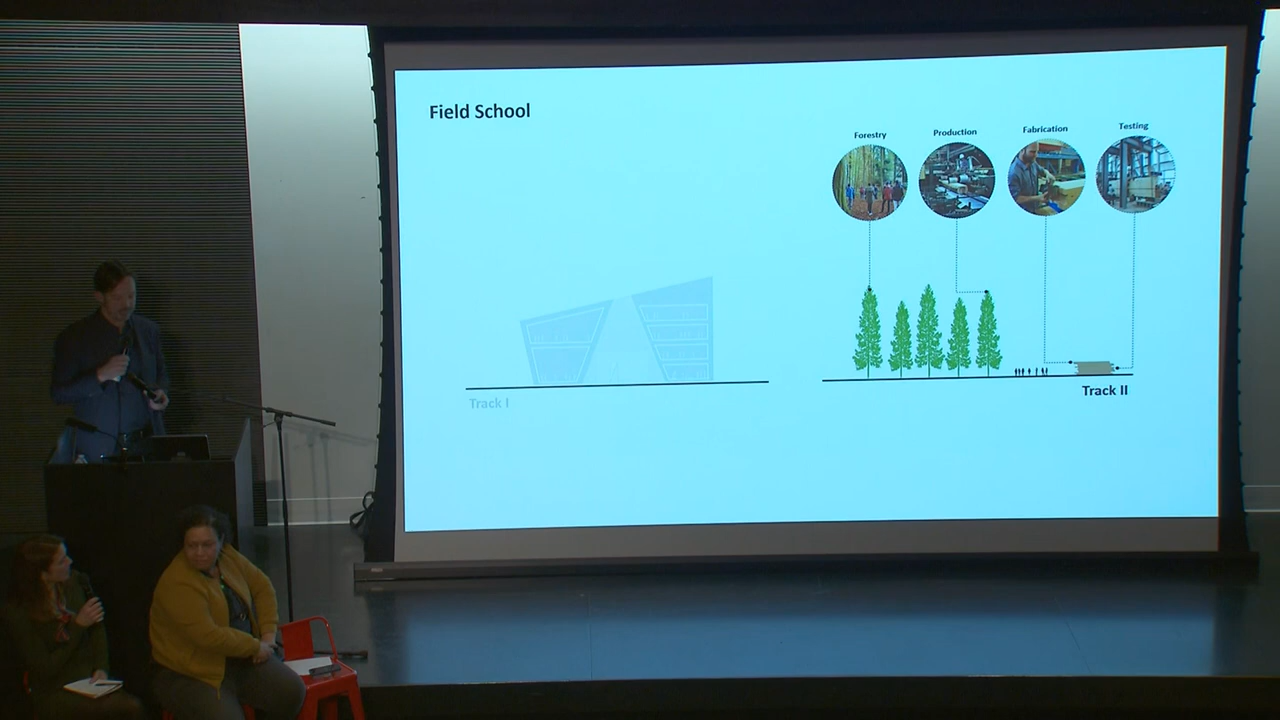 Field School
Forestry
Production
Fabrication
Testing
Track I
Track II